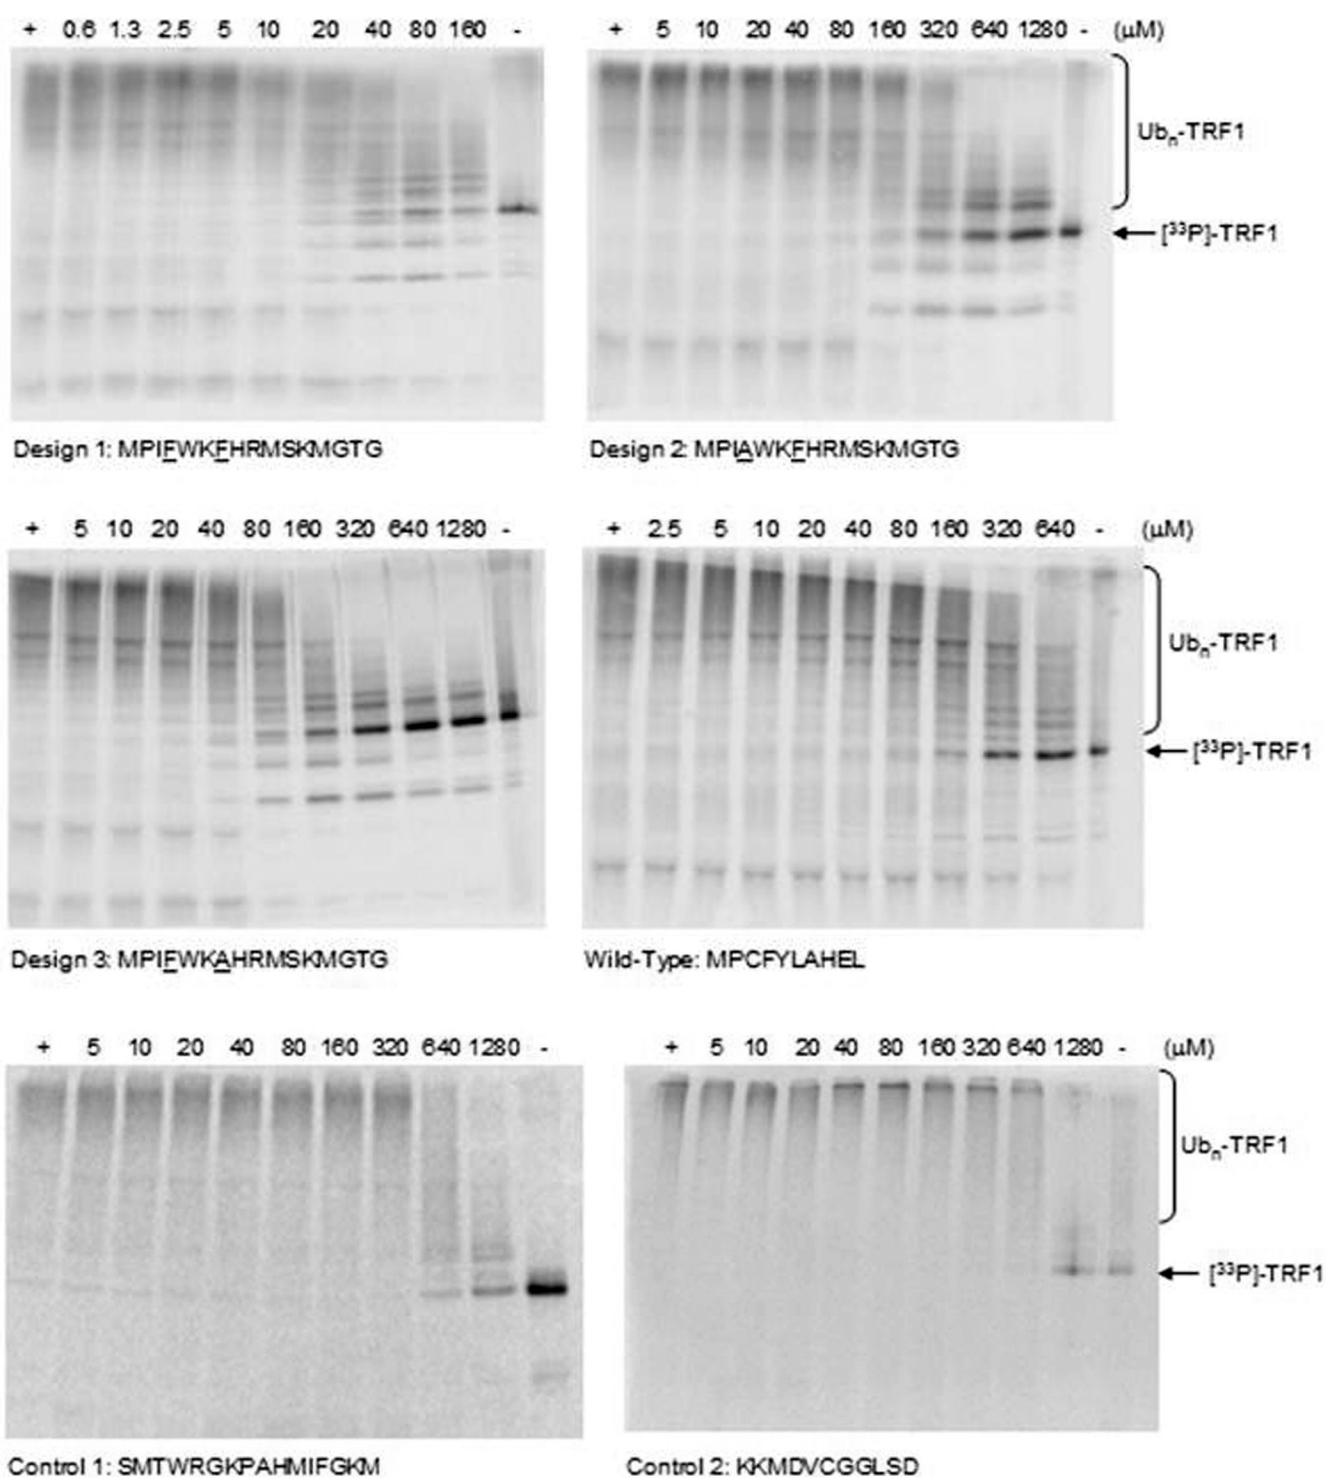 + 0.6 1.3 2.5 5 10 20 40 80 160 -
+ 5 10 20 40 80 160 320 640 1280 - (μM)
Ubn-TRF1
[³³P]-TRF1
Design 1: MPIFWKFHRMSKMGTG
Design 2: MPIAWKFHRMSKMGTG
+ 5 10 20 40 80 160 320 640 1280 -
+ 2.5 5 10 20 40 80 160 320 640 - (μM)
Ubn-TRF1
[³³P]-TRF1
Design 3: MPIFWKAHRMSKMGTG
Wild-Type: MPCFYLAHEL
+ 5 10 20 40 80 160 320 640 1280 -
+ 5 10 20 40 80 160 320 640 1280 - (μM)
Ubn-TRF1
[³³P]-TRF1
Control 1: SMTWRGKPAHMIFGKM
Control 2: KKMDVCGGLSD